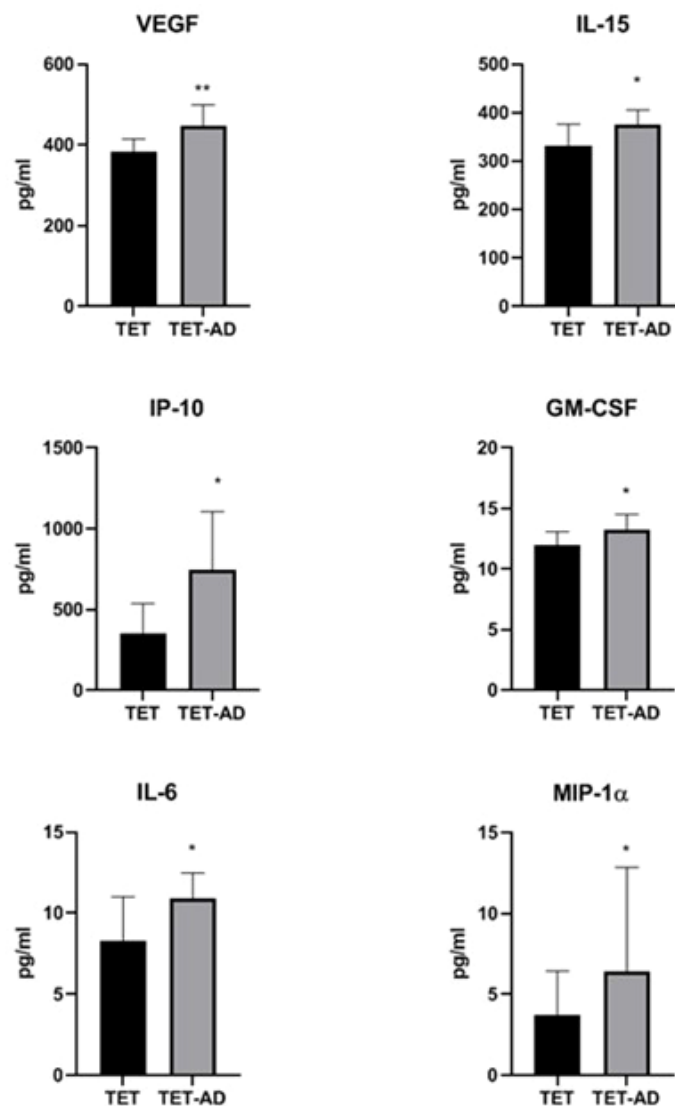 VEGF
600
**
400
pg/ml
200
0
TET TET-AD
IL-15
500
*
400
300
pg/ml
200
100
0
TET TET-AD
IP-10
1500
*
1000
pg/ml
500
0
TET TET-AD
GM-CSF
20
*
15
pg/ml
10
5
0
TET TET-AD
IL-6
15
*
10
pg/ml
5
0
TET TET-AD
MIP-1α
15
*
10
pg/ml
5
0
TET TET-AD